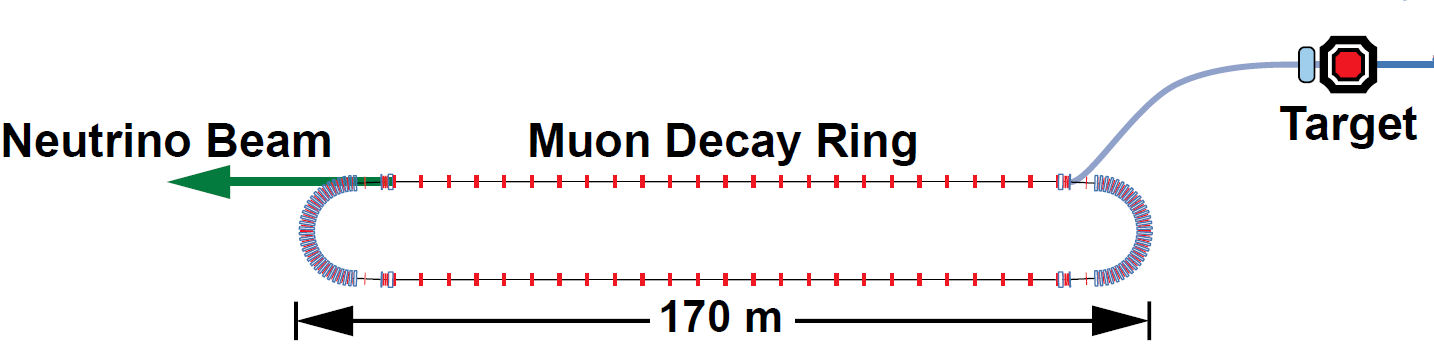 Target
Neutrino Beam
Muon Decay Ring
170 m